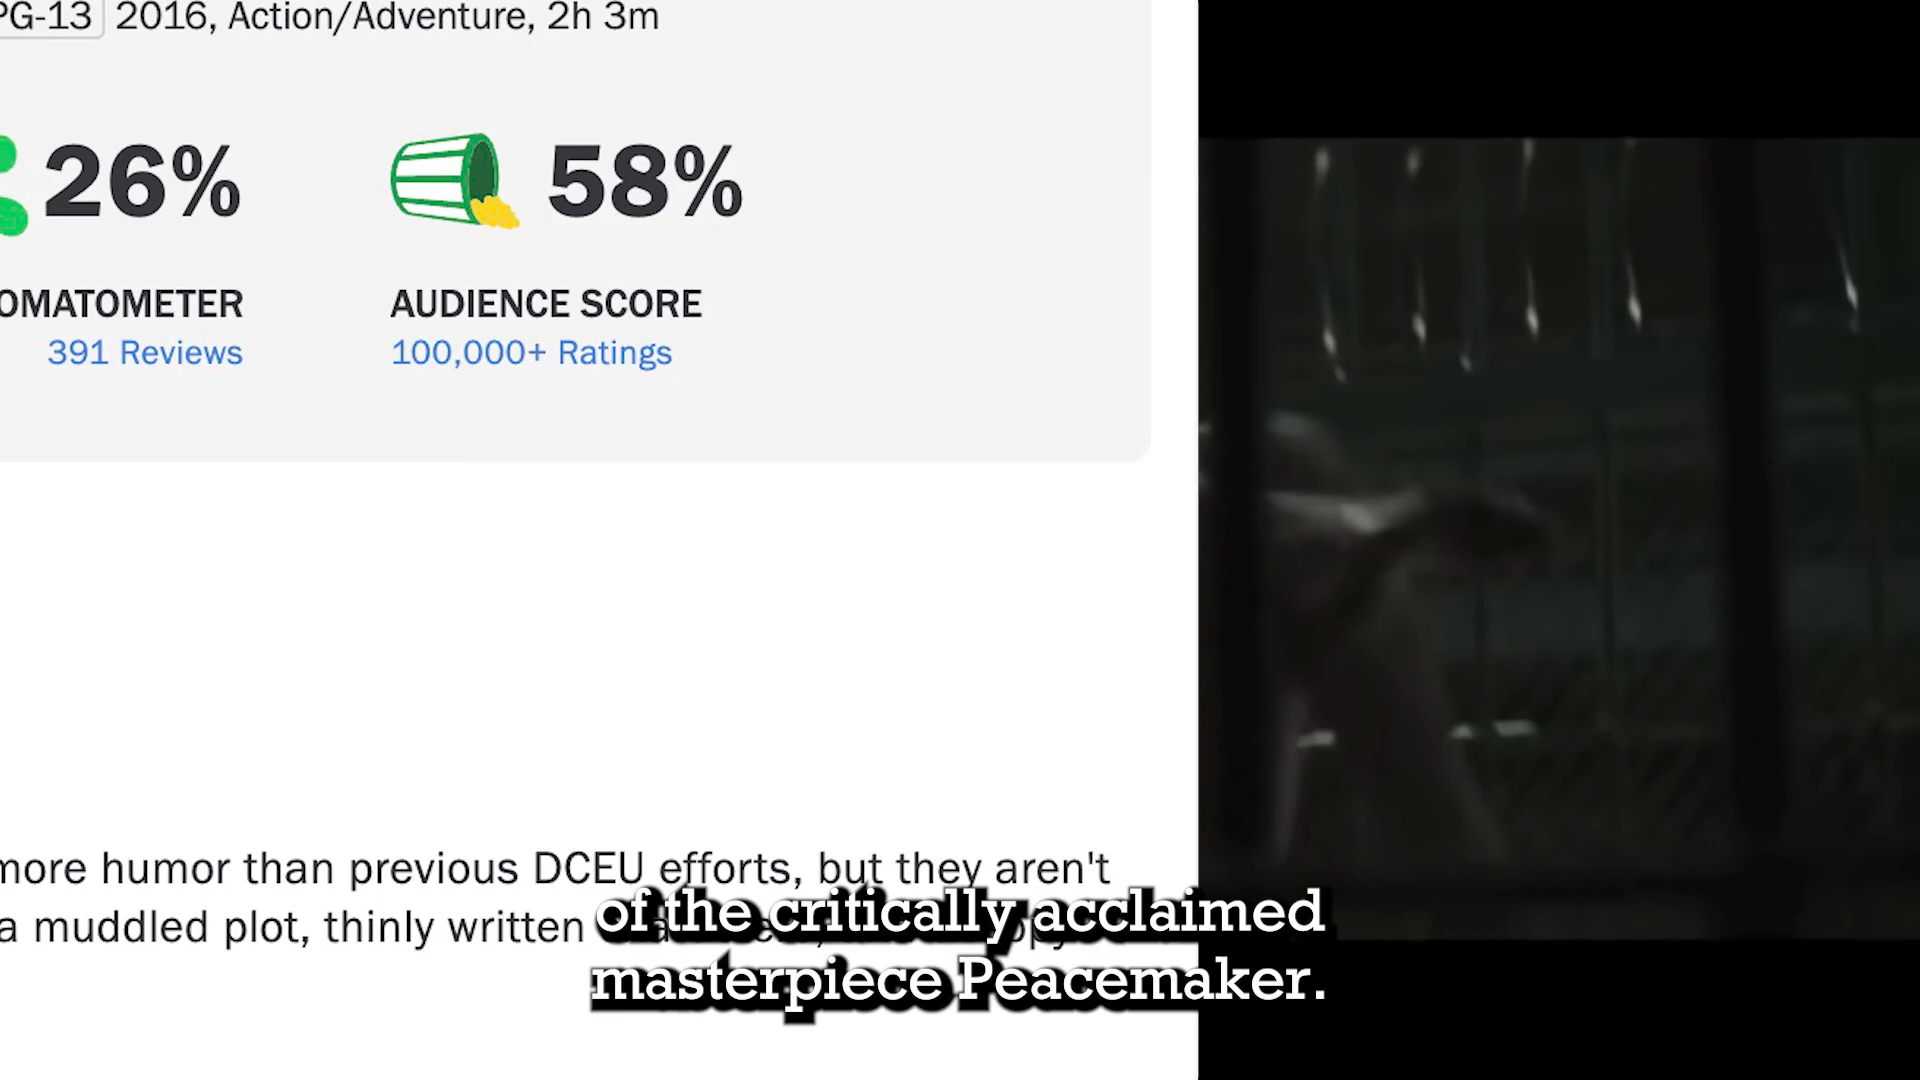 PG-13 2016, Action/Adventure, 2h 3m
26% 58%
OMATOMETER AUDIENCE SCORE
391 Reviews 100,000+ Ratings
more humor than previous DCEU efforts, but they aren't
a muddled plot, thinly written
of the critically acclaimed
masterpiece Peacemaker.